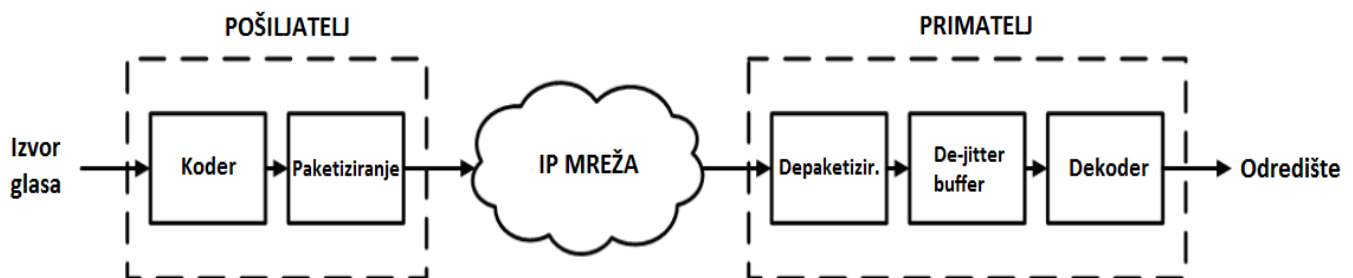 POŠILJATELJ
PRIMATELJ
Izvor
glasa
Koder
Paketiziranje
IP MREŽA
Depaketizir.
De-jitter
buffer
Dekoder
Odredište